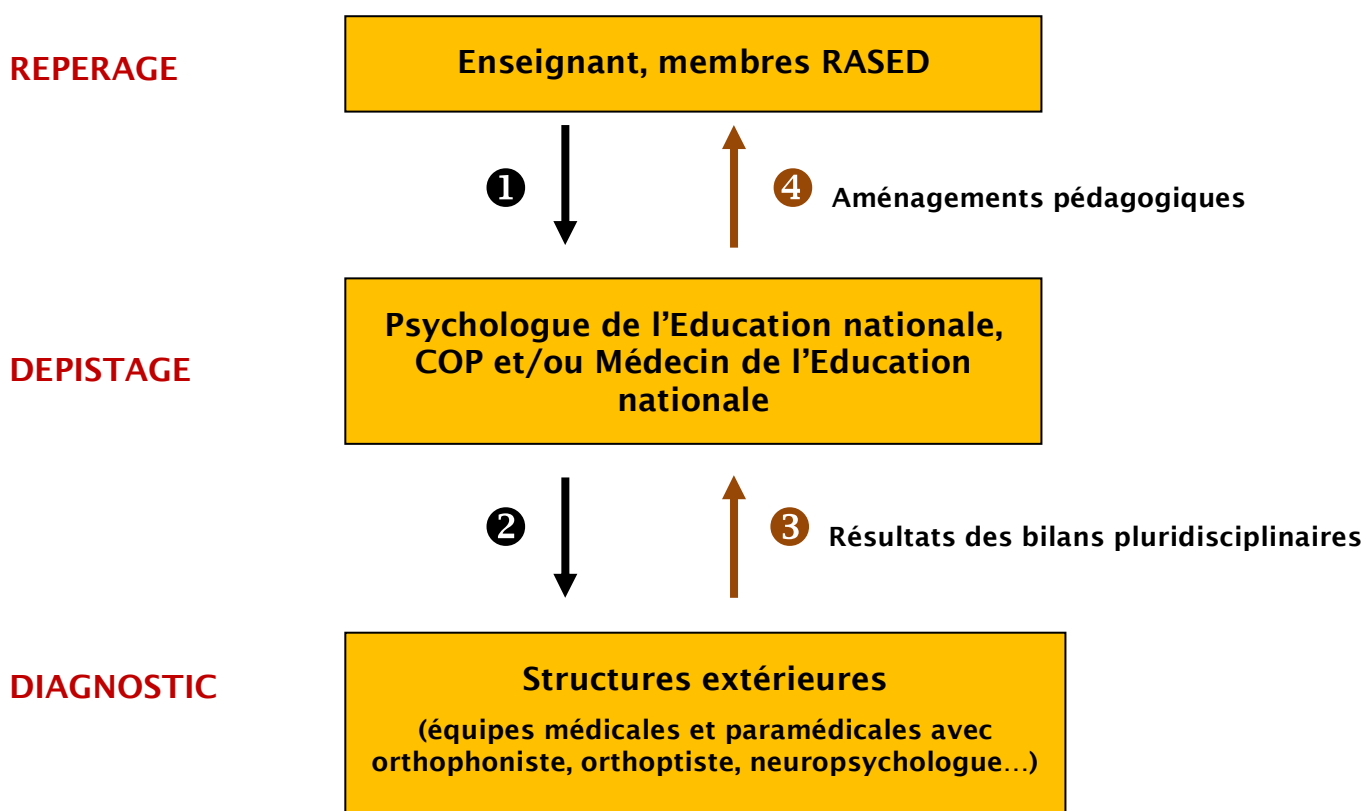 REPERAGE
Enseignant, membres RASED
❶
❹ Aménagements pédagogiques
DEPISTAGE
Psychologue de l'Education nationale,
COP et/ou Médecin de l'Education
nationale
❷
❸ Résultats des bilans pluridisciplinaires
DIAGNOSTIC
Structures extérieures
(équipes médicales et paramédicales avec
orthophoniste, orthoptiste, neuropsychologue…)